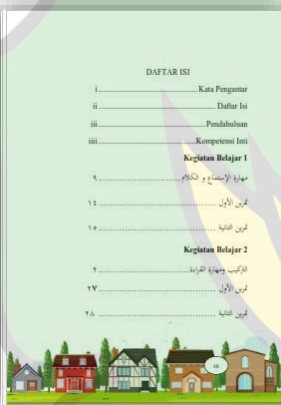 DAFTAR ISI
i ........ Kata Pengantar
ii ........ Daftar Isi
iii ........ Pendahuluan
iiii ........ Kompetensi Inti
Kegiatan Belajar 1
مهارة الإستماع و الكلام ........ ٩
تمرين الأول ........ ١٤
تمرين الثانية ........ ١٥
Kegiatan Belajar 2
التركيب ومهارة القراءة ........ ٢
تمرين الأول ........ ٢٧
تمرين الثانية ........ ٢٨